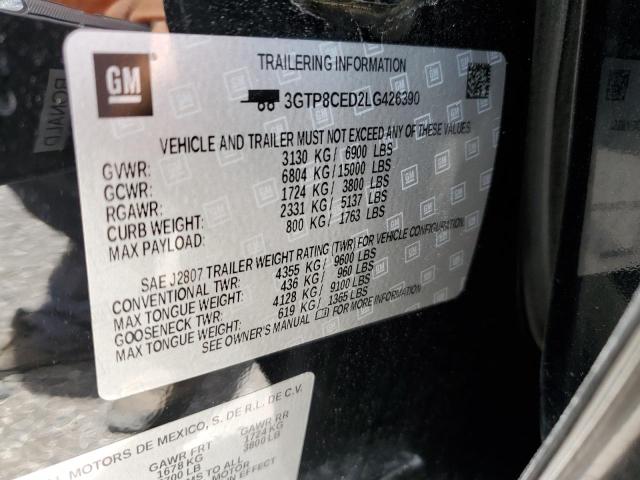 GM
TRAILERING INFORMATION
3GTP8CED2LG426390
VEHICLE AND TRAILER MUST NOT EXCEED ANY OF THESE VALUES
GVWR: 3130 KG/ 6900 LBS
GCWR: 6804 KG/ 15000 LBS
RGAWR: 1724 KG/ 3800 LBS
CURB WEIGHT: 2331 KG/ 5137 LBS
MAX PAYLOAD: 800 KG/ 1763 LBS
SAE J2807 TRAILER WEIGHT RATING (TWR) FOR VEHICLE CONFIGURATION:
CONVENTIONAL TWR: 4355 KG/ 9600 LBS
MAX TONGUE WEIGHT: 436 KG/ 960 LBS
GOOSENECK TWR: 4128 KG/ 9100 LBS
MAX TONGUE WEIGHT: 619 KG/ 1365 LBS
SEE OWNER'S MANUAL FOR MORE INFORMATION
MOTORS DE MEXICO, S. DE R.L. DE C.V.
GAWR FRT GAWR RR
1678 KG 1724 KG
3800 LB